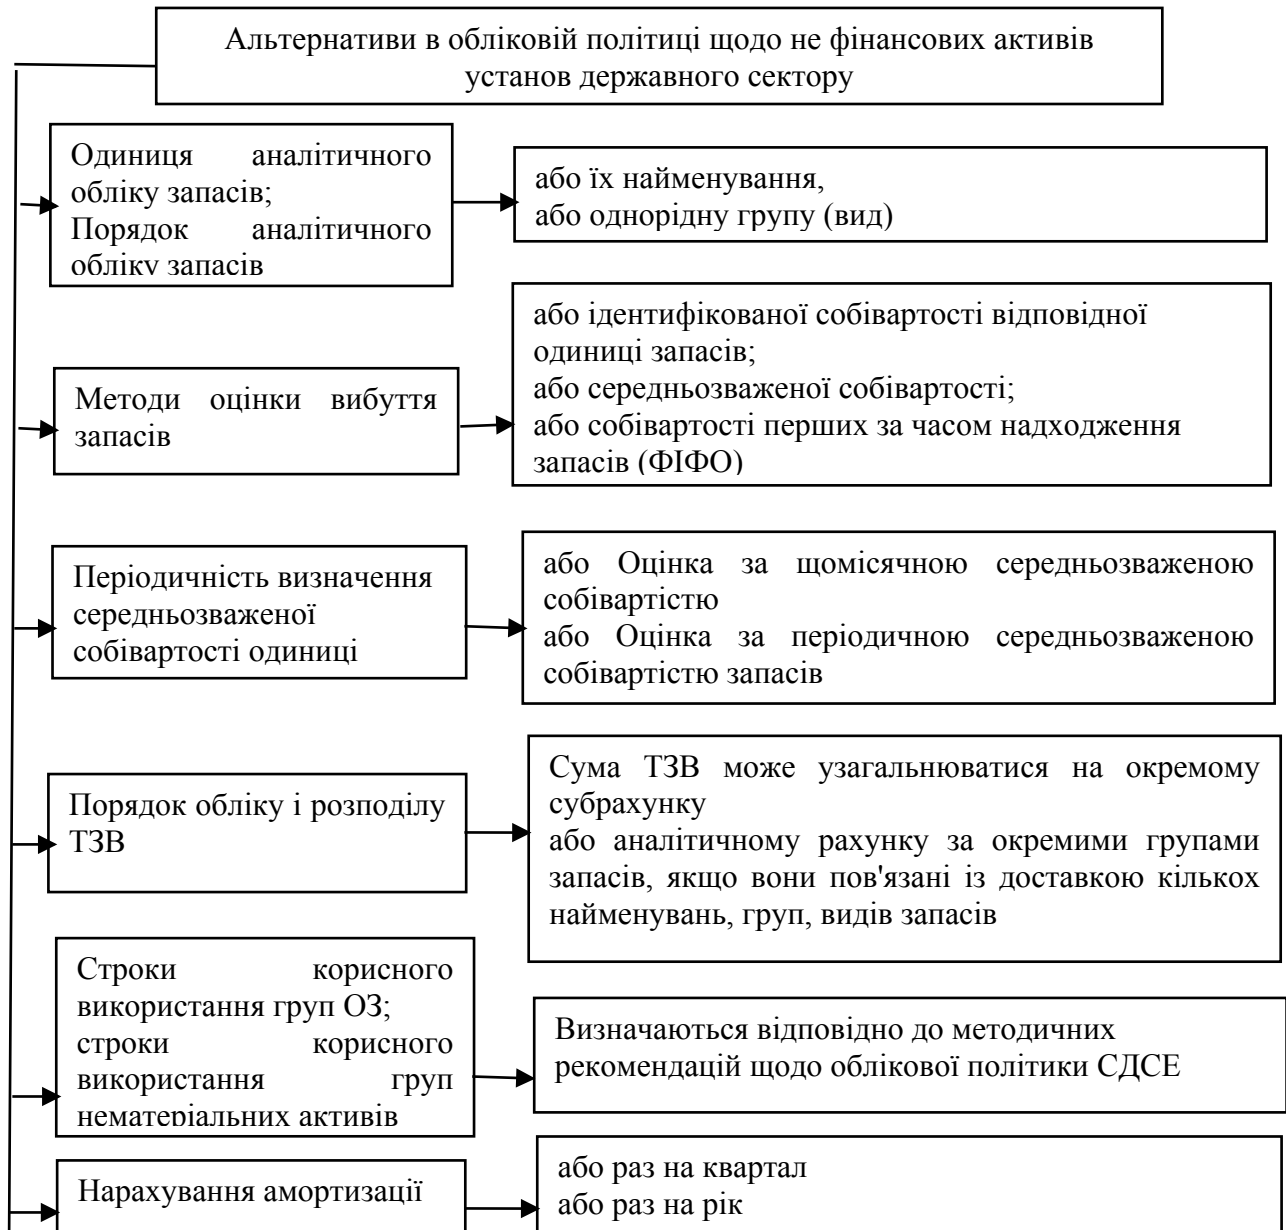 Альтернативи в обліковій політиці щодо не фінансових активів
установ державного сектору
Одиниця аналітичного
обліку запасів;
Порядок аналітичного
обліку запасів
або їх найменування,
або однорідну групу (вид)
Методи оцінки вибуття
запасів
або ідентифікованої собівартості відповідної
одиниці запасів;
або середньозваженої собівартості;
або собівартості перших за часом надходження
запасів (ФІФО)
Періодичність визначення
середньозваженої
собівартості одиниці
або Оцінка за щомісячною середньозваженою
собівартістю
або Оцінка за періодичною середньозваженою
собівартістю запасів
Порядок обліку і розподілу
ТЗВ
Сума ТЗВ може узагальнюватися на окремому
субрахунку
або аналітичному рахунку за окремими групами
запасів, якщо вони пов'язані із доставкою кількох
найменувань, груп, видів запасів
Строки корисного
використання груп ОЗ;
строки корисного
використання груп
нематеріальних активів
Визначаються відповідно до методичних
рекомендацій щодо облікової політики СДСЕ
Нарахування амортизації
або раз на квартал
або раз на рік